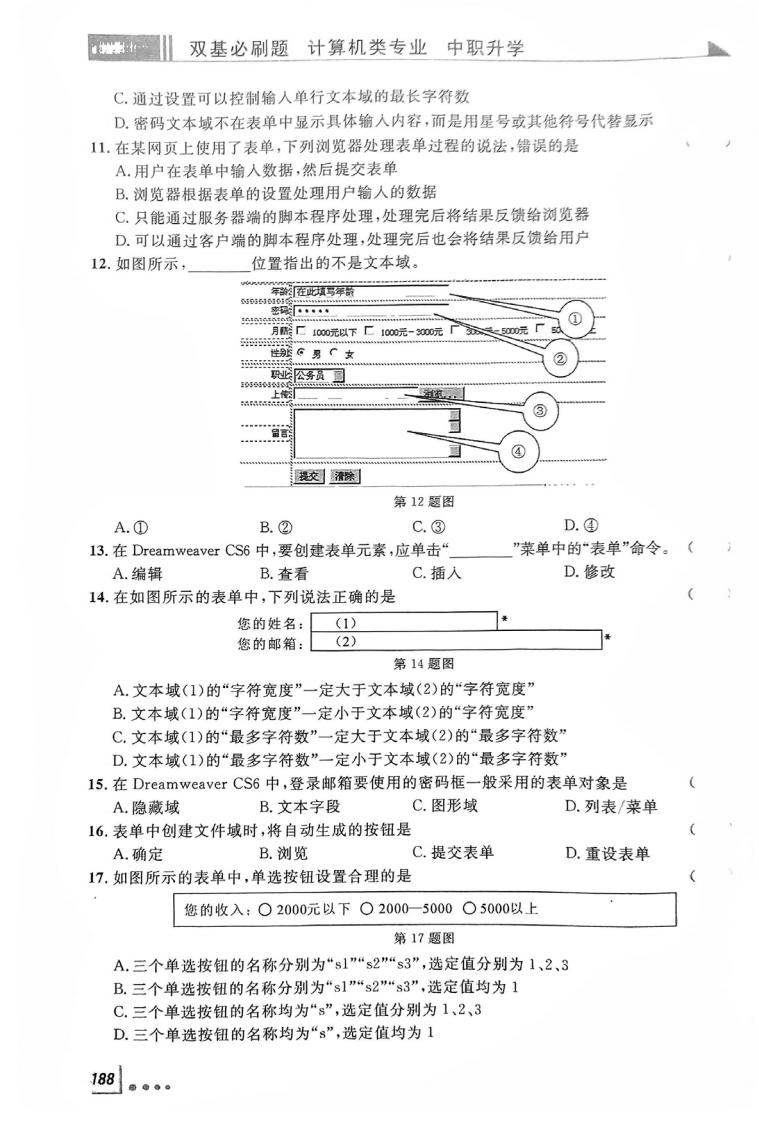 双基必刷题 计算机类专业 中职升学
C. 通过设置可以控制输入单行文本域的最长字符数
D. 密码文本域不在表单中显示具体输入内容,而是用星号或其他符号代替显示
11. 在某网页上使用了表单,下列浏览器处理表单过程的说法,错误的是
A. 用户在表单中输入数据,然后提交表单
B. 浏览器根据表单的设置处理用户输入的数据
C. 只能通过服务器端的脚本程序处理,处理完后将结果反馈给浏览器
D. 可以通过客户端的脚本程序处理,处理完后也会将结果反馈给用户
12. 如图所示,______位置指出的不是文本域。
年龄 在此填写年龄
密码 *****
①
月薪 1000元以下 1000元-3000元
性别 男 女
②
职业 公务员
上传 浏览...
③
留言
④
提交 清除
第 12 题图
A. ① B. ② C. ③ D. ④
13. 在 Dreamweaver CS6 中,要创建表单元素,应单击“______”菜单中的“表单”命令。 (
A. 编辑 B. 查看 C. 插入 D. 修改
14. 在如图所示的表单中,下列说法正确的是 (
您的姓名: (1) *
您的邮箱: (2) *
第 14 题图
A. 文本域(1)的“字符宽度”一定大于文本域(2)的“字符宽度”
B. 文本域(1)的“字符宽度”一定小于文本域(2)的“字符宽度”
C. 文本域(1)的“最多字符数”一定大于文本域(2)的“最多字符数”
D. 文本域(1)的“最多字符数”一定小于文本域(2)的“最多字符数”
15. 在 Dreamweaver CS6 中,登录邮箱要使用的密码框一般采用的表单对象是 (
A. 隐藏域 B. 文本字段 C. 图形域 D. 列表/菜单
16. 表单中创建文件域时,将自动生成的按钮是 (
A. 确定 B. 浏览 C. 提交表单 D. 重设表单
17. 如图所示的表单中,单选按钮设置合理的是 (
您的收入: 2000元以下 2000—5000 5000以上
第 17 题图
A. 三个单选按钮的名称分别为“s1”“s2”“s3”,选定值分别为 1、2、3
B. 三个单选按钮的名称分别为“s1”“s2”“s3”,选定值均为 1
C. 三个单选按钮的名称均为“s”,选定值分别为 1、2、3
D. 三个单选按钮的名称均为“s”,选定值均为 1
188